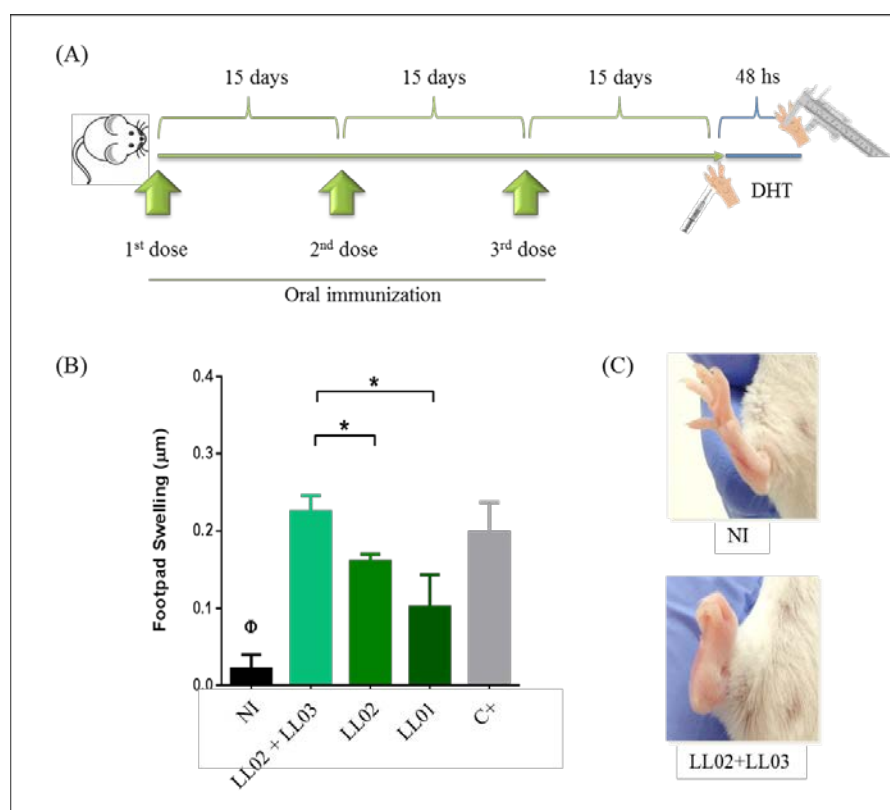 (A)
15 days
15 days
15 days
48 hs
DHT
1st dose
2nd dose
3rd dose
Oral immunization
(B)
(C)
Footpad Swelling (µm)
0.4
0.3
0.2
0.1
0.0
*
*
Φ
NI
LL02 + LL03
LL02
LL01
C+
NI
LL02+LL03